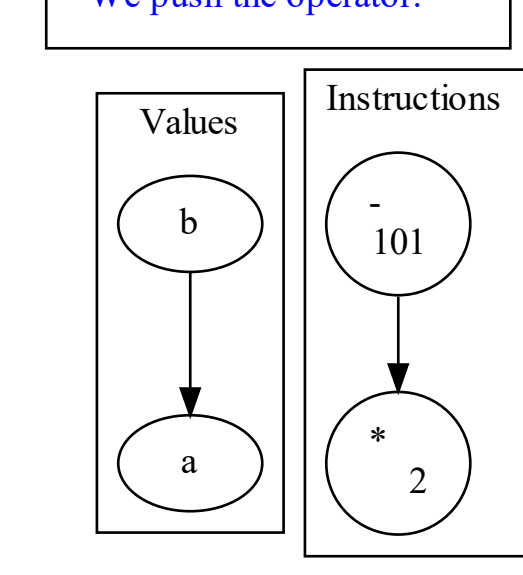 We push the operator.
Values
Instructions
b
-
101
a
*
2